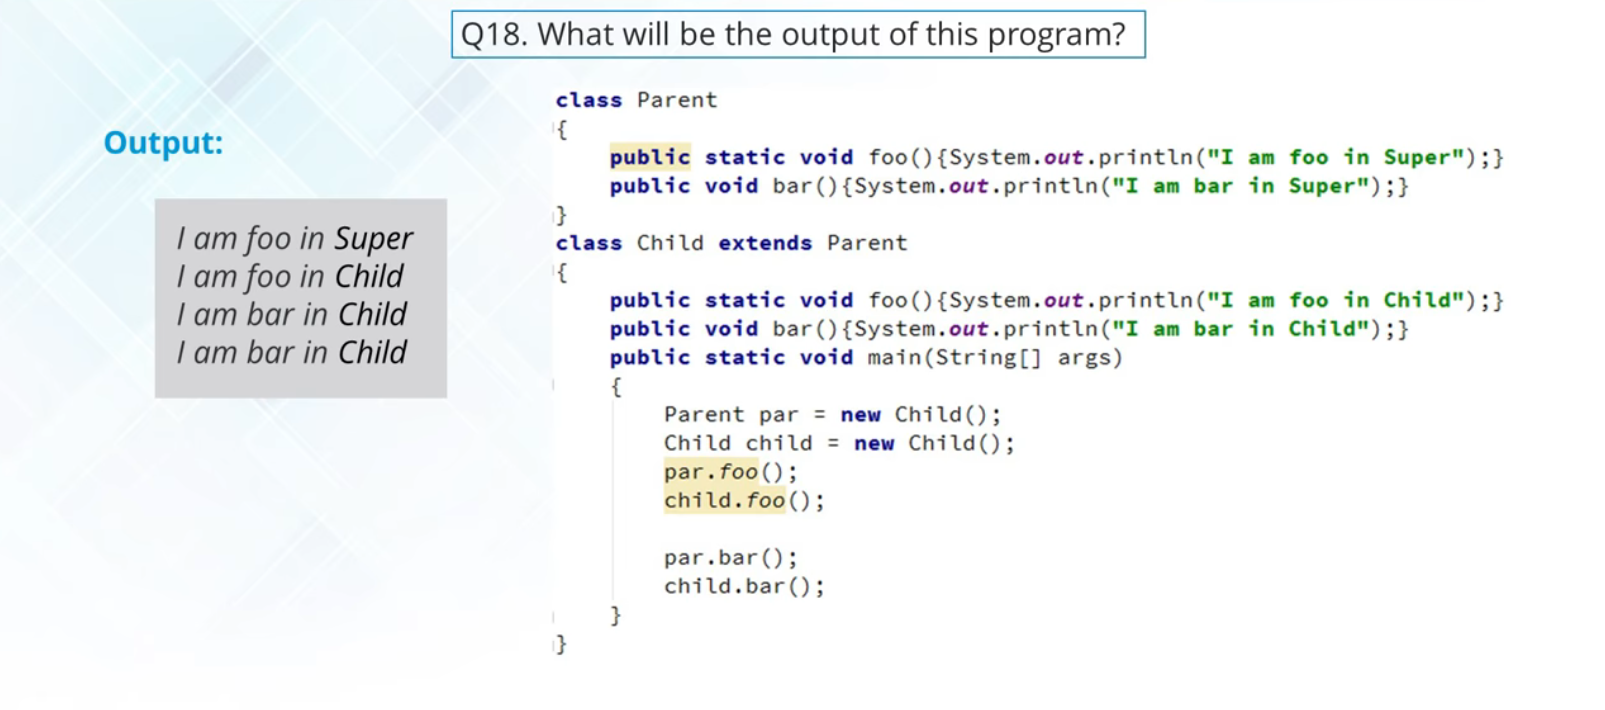 Q18. What will be the output of this program?
Output:
I am foo in Super
I am foo in Child
I am bar in Child
I am bar in Child
class Parent
{
    public static void foo(){System.out.println("I am foo in Super");}
    public void bar(){System.out.println("I am bar in Super");}
}
class Child extends Parent
{
    public static void foo(){System.out.println("I am foo in Child");}
    public void bar(){System.out.println("I am bar in Child");}
    public static void main(String[] args)
    {
        Parent par = new Child();
        Child child = new Child();
        par.foo();
        child.foo();
        par.bar();
        child.bar();
    }
}